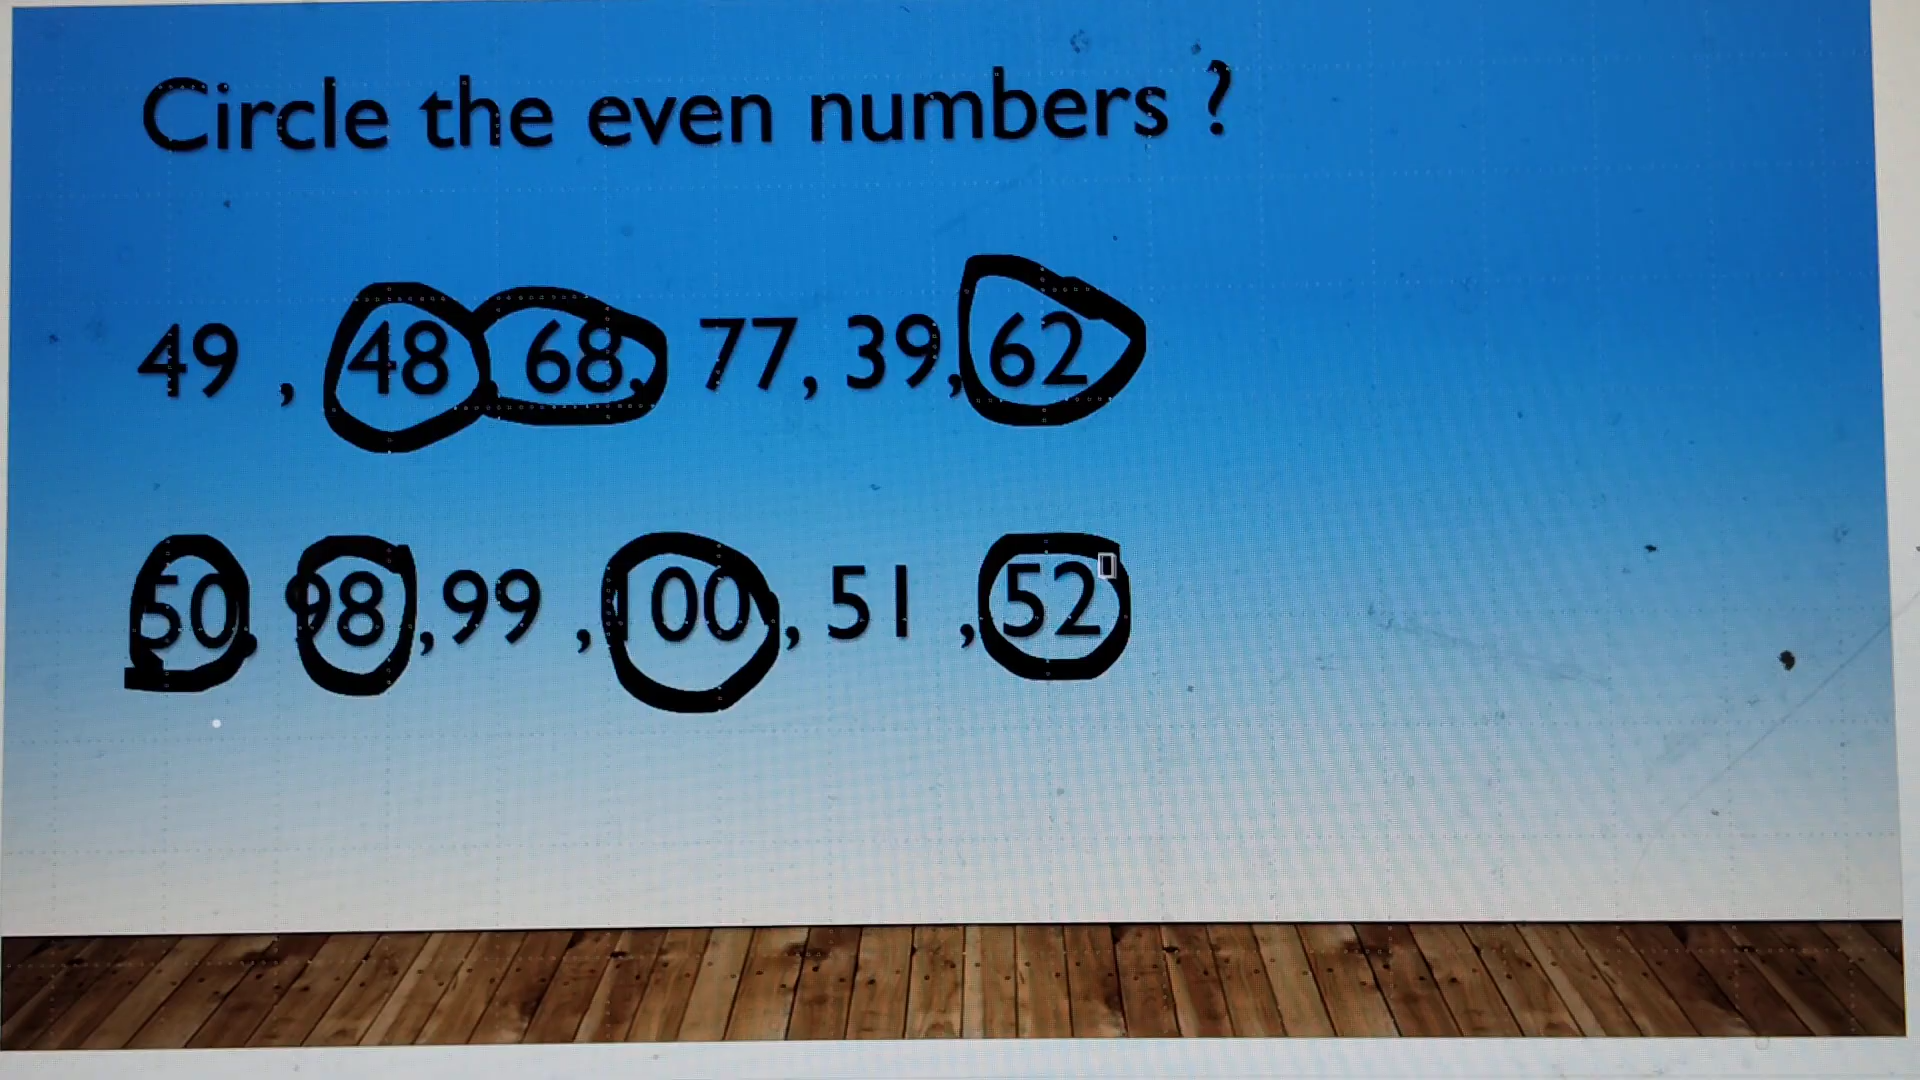 Circle the even numbers ?
49 , 48, 68, 77, 39, 62
50, 98 ,99 ,100 , 51 , 52